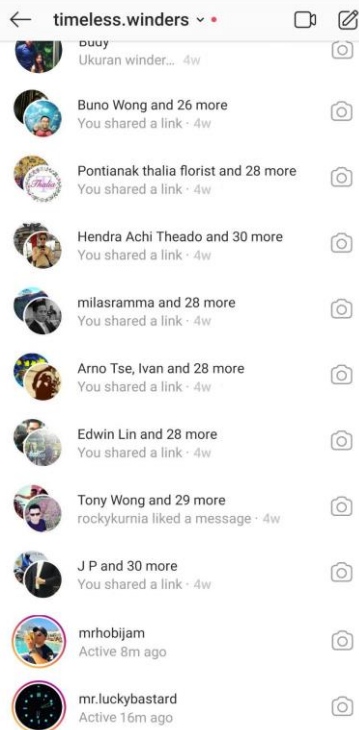 timeless.winders
Budy
Ukuran winder... 4w
Buno Wong and 26 more
You shared a link · 4w
Pontianak thalia florist and 28 more
You shared a link · 4w
Hendra Achi Theado and 30 more
You shared a link · 4w
milasramma and 28 more
You shared a link · 4w
Arno Tse, Ivan and 28 more
You shared a link · 4w
Edwin Lin and 28 more
You shared a link · 4w
Tony Wong and 29 more
rockykurnia liked a message · 4w
J P and 30 more
You shared a link · 4w
mrhobijam
Active 8m ago
mr.luckybastard
Active 16m ago